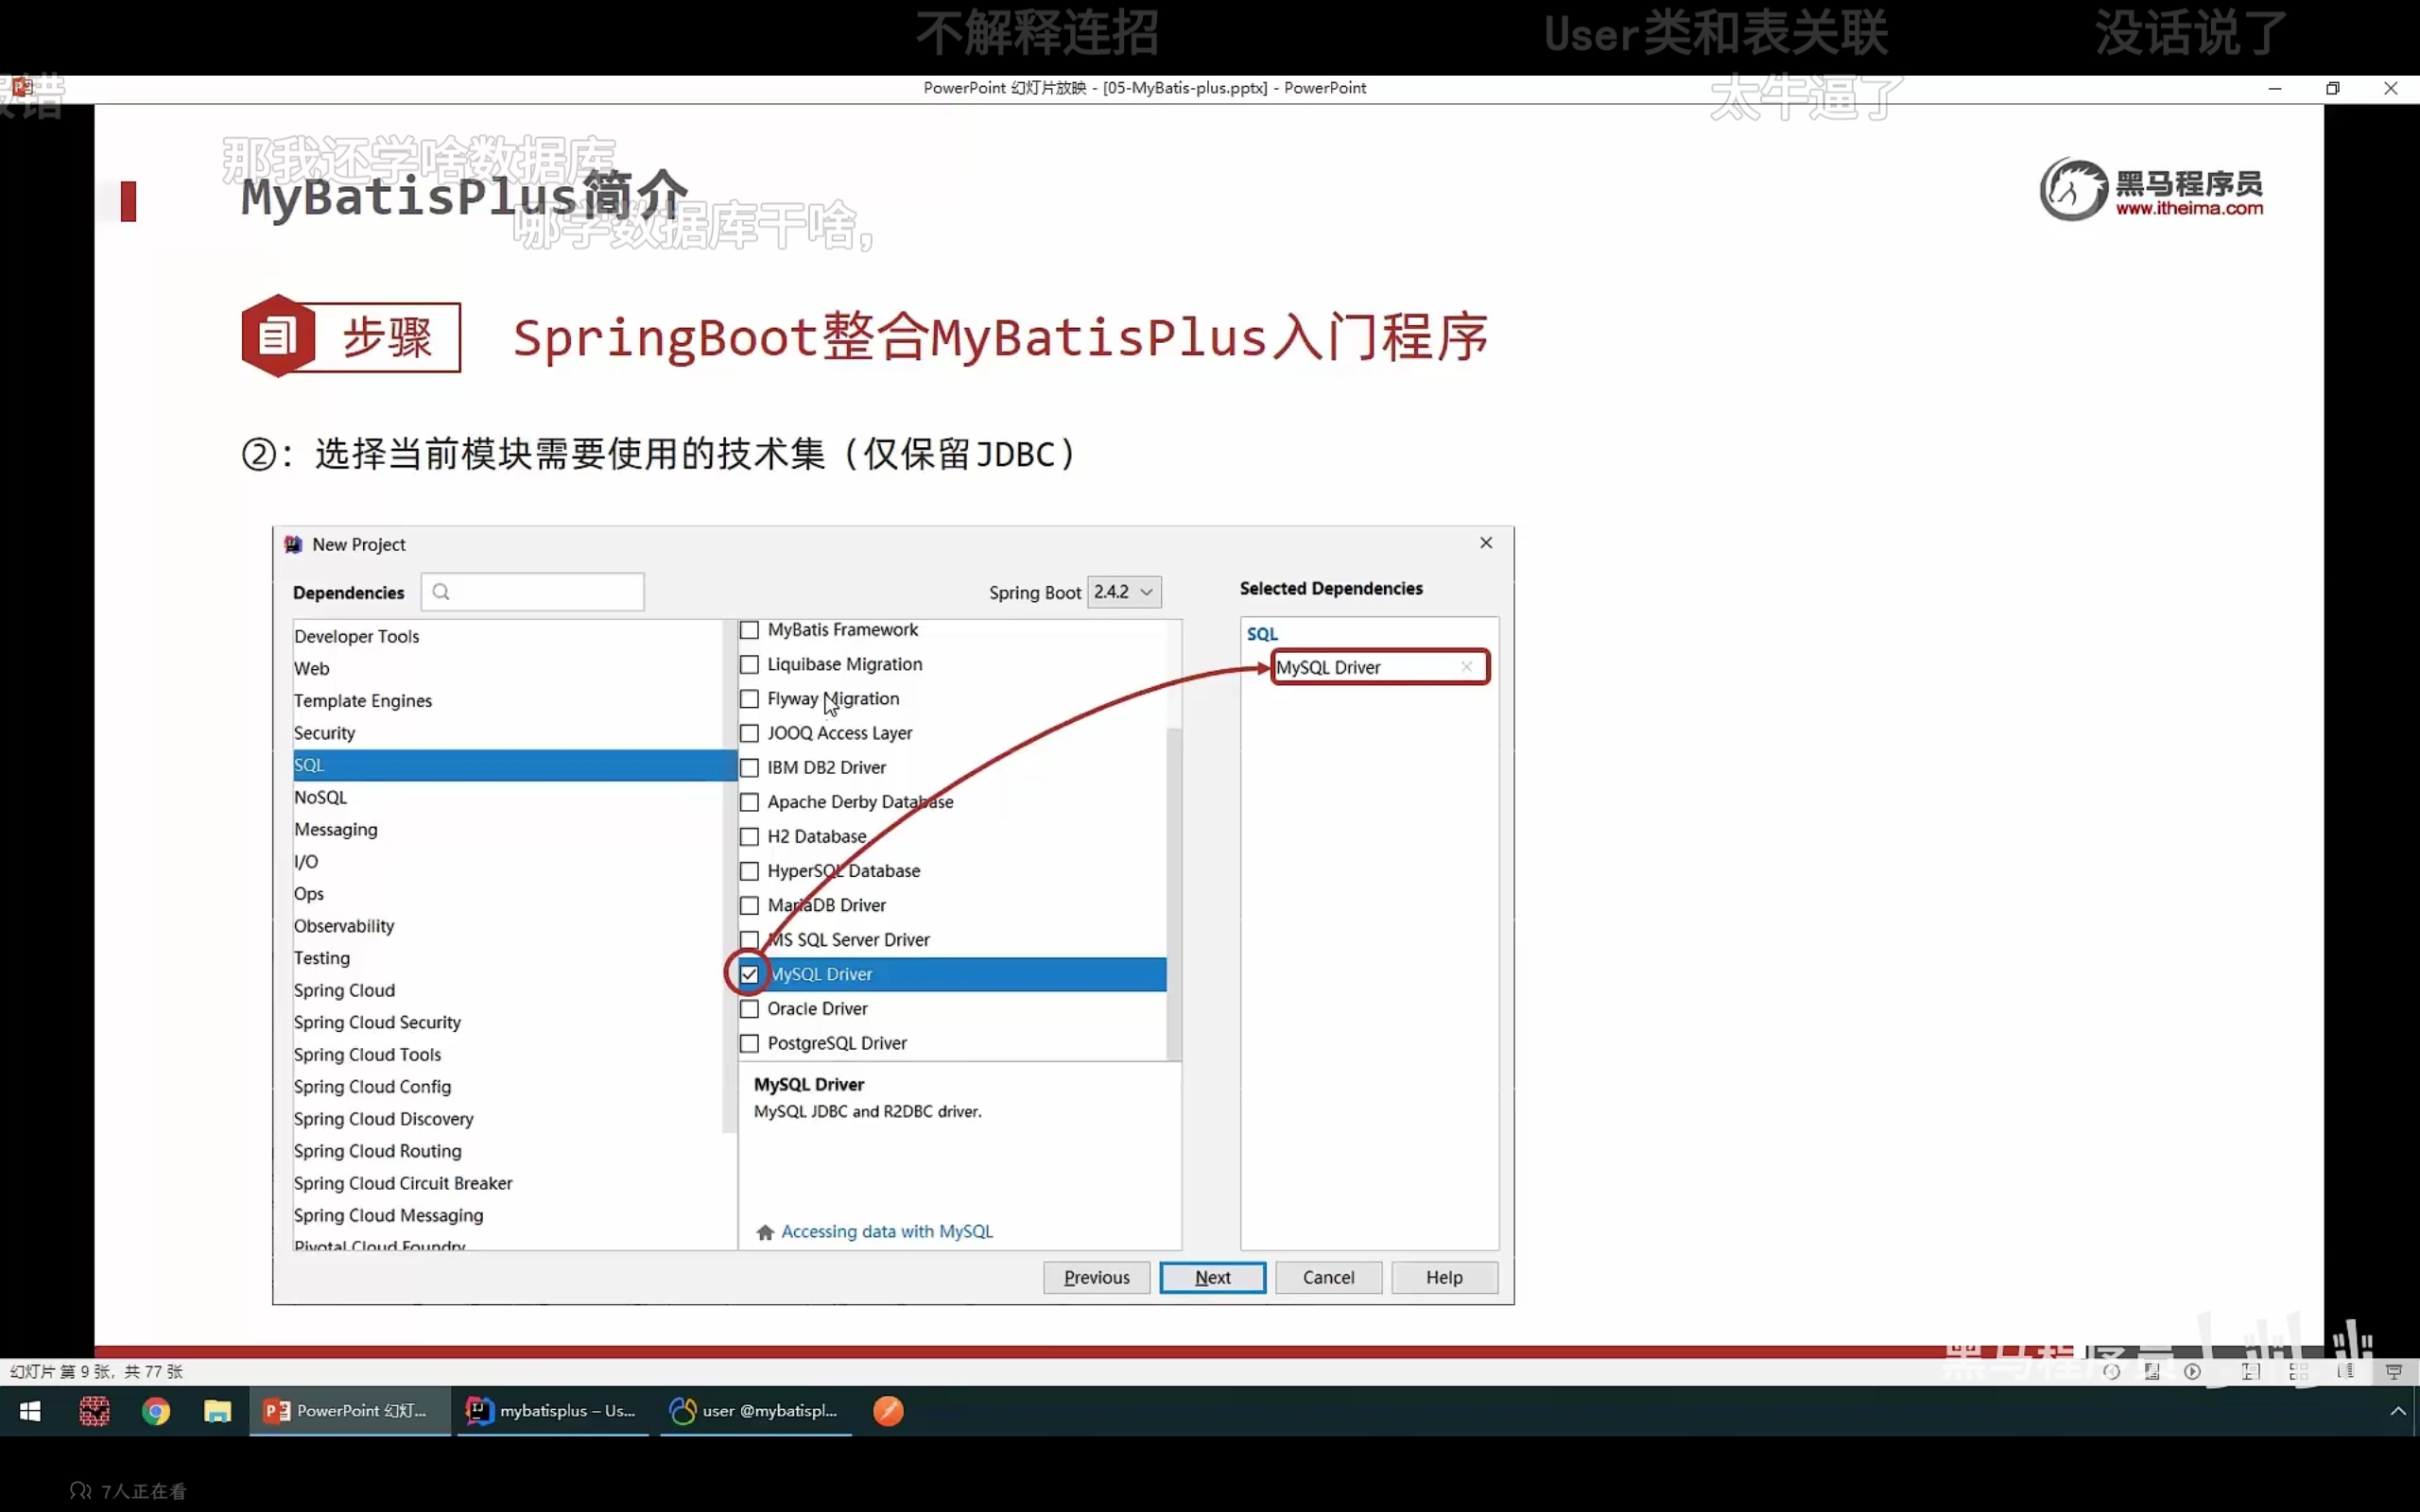 不解释连招
User类和表关联
没话说了
没错
PowerPoint 幻灯片放映 - [05-MyBatis-plus.pptx] - PowerPoint
太牛逼了
那我还学啥数据库
MyBatisPlus简介
哪学数据库干啥,
黑马程序员
www.itheima.com
步骤
SpringBoot整合MyBatisPlus入门程序
②：选择当前模块需要使用的技术集（仅保留JDBC）
New Project
Dependencies
Spring Boot 2.4.2
Selected Dependencies
Developer Tools
Web
Template Engines
Security
SQL
NoSQL
Messaging
I/O
Ops
Observability
Testing
Spring Cloud
Spring Cloud Security
Spring Cloud Tools
Spring Cloud Config
Spring Cloud Discovery
Spring Cloud Routing
Spring Cloud Circuit Breaker
Spring Cloud Messaging
Pivotal Cloud Foundry
MyBatis Framework
Liquibase Migration
Flyway Migration
JOOQ Access Layer
IBM DB2 Driver
Apache Derby Database
H2 Database
HyperSQL Database
MariaDB Driver
MS SQL Server Driver
MySQL Driver
Oracle Driver
PostgreSQL Driver
MySQL Driver
MySQL JDBC and R2DBC driver.
Accessing data with MySQL
SQL
MySQL Driver
Previous
Next
Cancel
Help
黑马程序员
幻灯片 第 9 张，共 77 张
PowerPoint 幻灯...
mybatisplus – Us...
user @mybatispl...
7人正在看